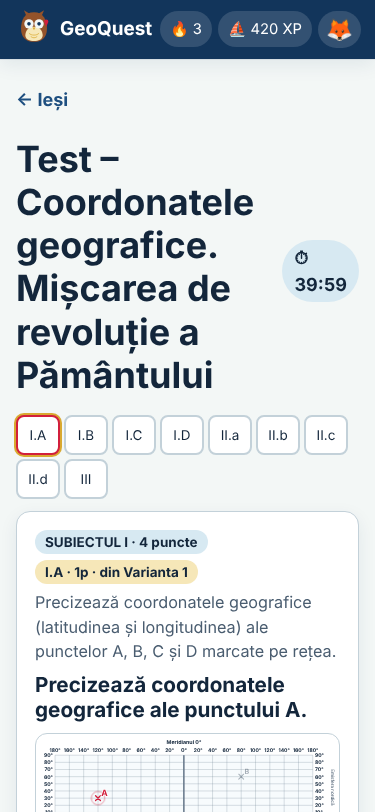 GeoQuest 🔥 3 ⛵ 420 XP
← Ieși
Test –
Coordonatele
geografice.
Mișcarea de
revoluție a
Pământului
⏱
39:59
I.A I.B I.C I.D II.a II.b II.c
II.d III
SUBIECTUL I · 4 puncte
I.A · 1p · din Varianta 1
Precizează coordonatele geografice
(latitudinea și longitudinea) ale
punctelor A, B, C și D marcate pe rețea.
Precizează coordonatele
geografice ale punctului A.
Meridianul 0°
180° 160° 140° 120° 100° 80° 60° 40° 20° 0° 20° 40° 60° 80° 100° 120° 140° 160° 180°
90° 90°
80° 80°
70° 70°
60° B 60°
50° 50°
40° 40°
30° A 30°
20° 20°